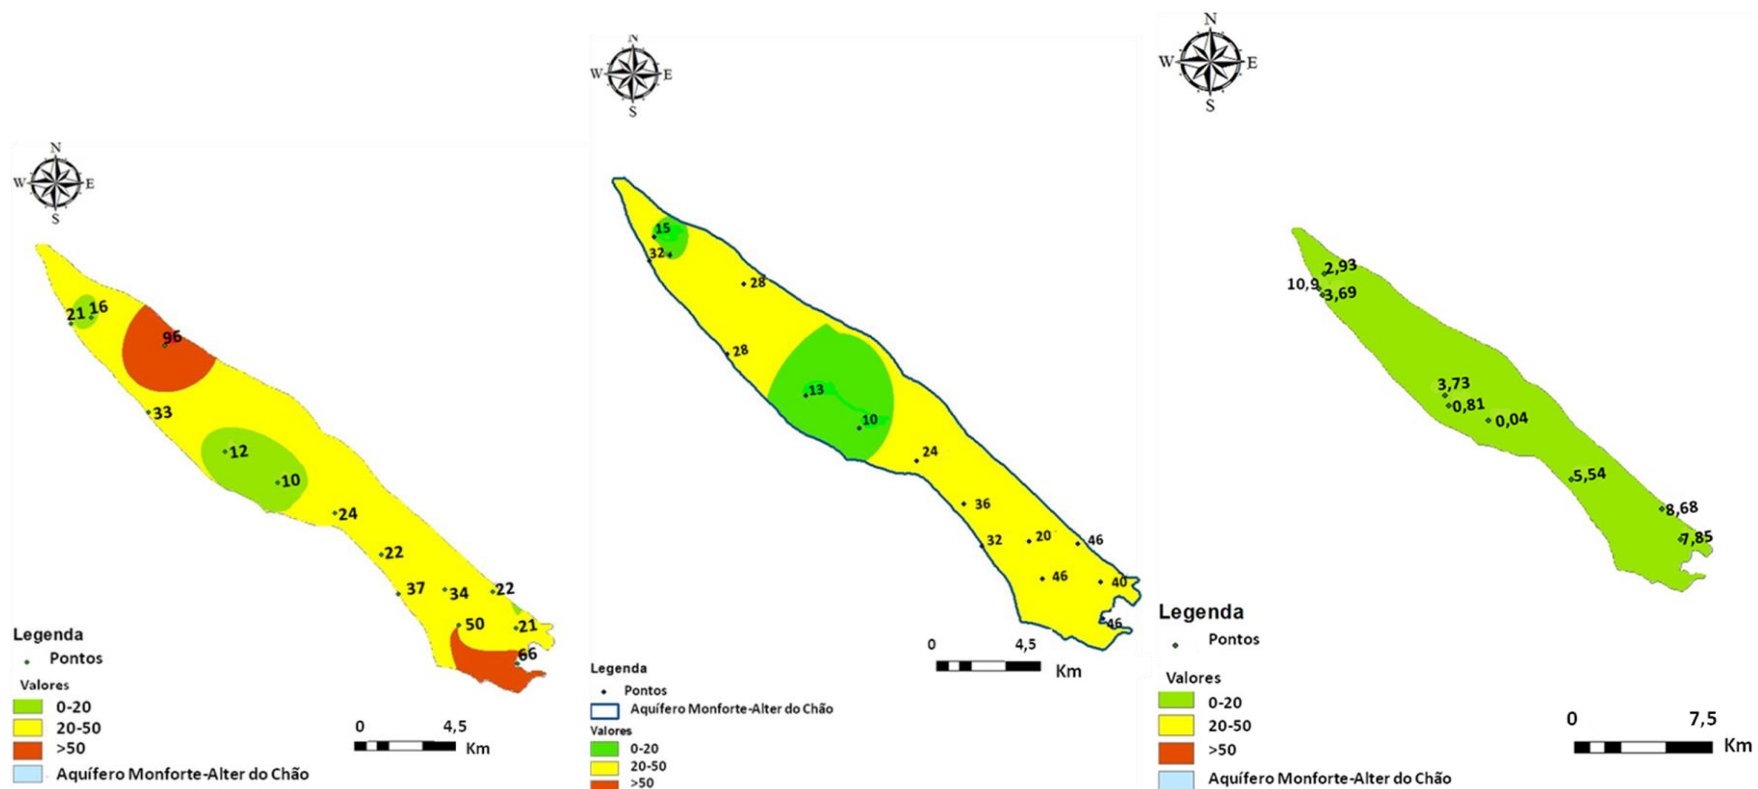 N
W E
S
21 16
96
33
12
10
24
22
37
34 22
50
21
66
Legenda
Pontos
Valores
0-20
20-50
>50
Aquífero Monforte-Alter do Chão
0 4,5
Km
N
W E
S
15
32
28
28
13
10
24
36
32
20 46
46
40
46
Legenda
Pontos
Aquífero Monforte-Alter do Chão
Valores
0-20
20-50
>50
0 4,5
Km
N
W E
S
2,93
10,9
3,69
3,73
0,81
0,04
5,54
8,68
7,85
Legenda
Pontos
Valores
0-20
20-50
>50
Aquífero Monforte-Alter do Chão
0 7,5
Km